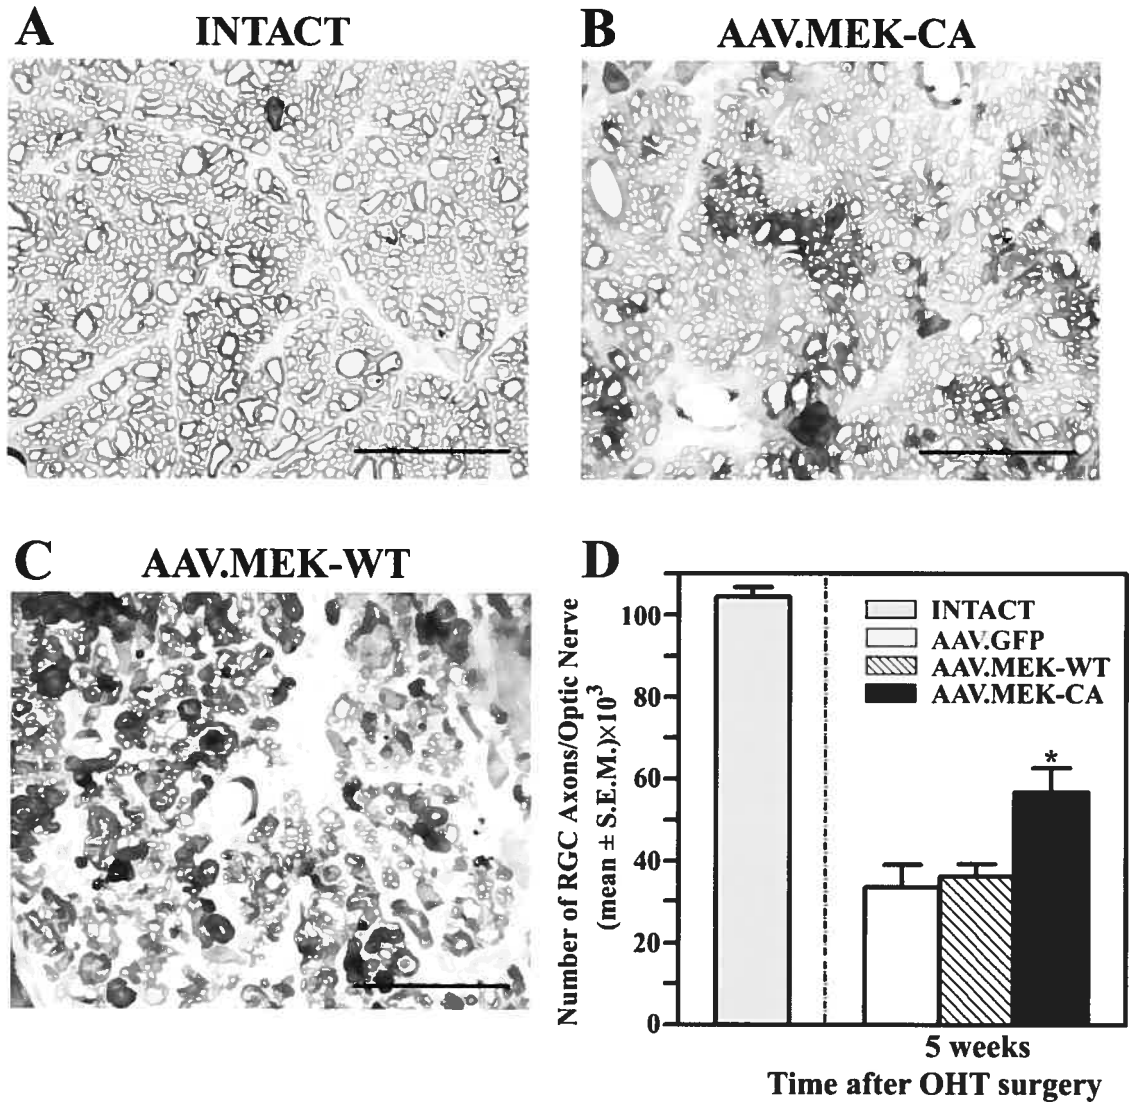 A INTACT
B AAV.MEK-CA
C AAV.MEK-WT
D
Number of RGC Axons/Optic Nerve
(mean ± S.E.M.)×10³
100
80
60
40
20
0
INTACT
AAV.GFP
AAV.MEK-WT
AAV.MEK-CA
*
5 weeks
Time after OHT surgery